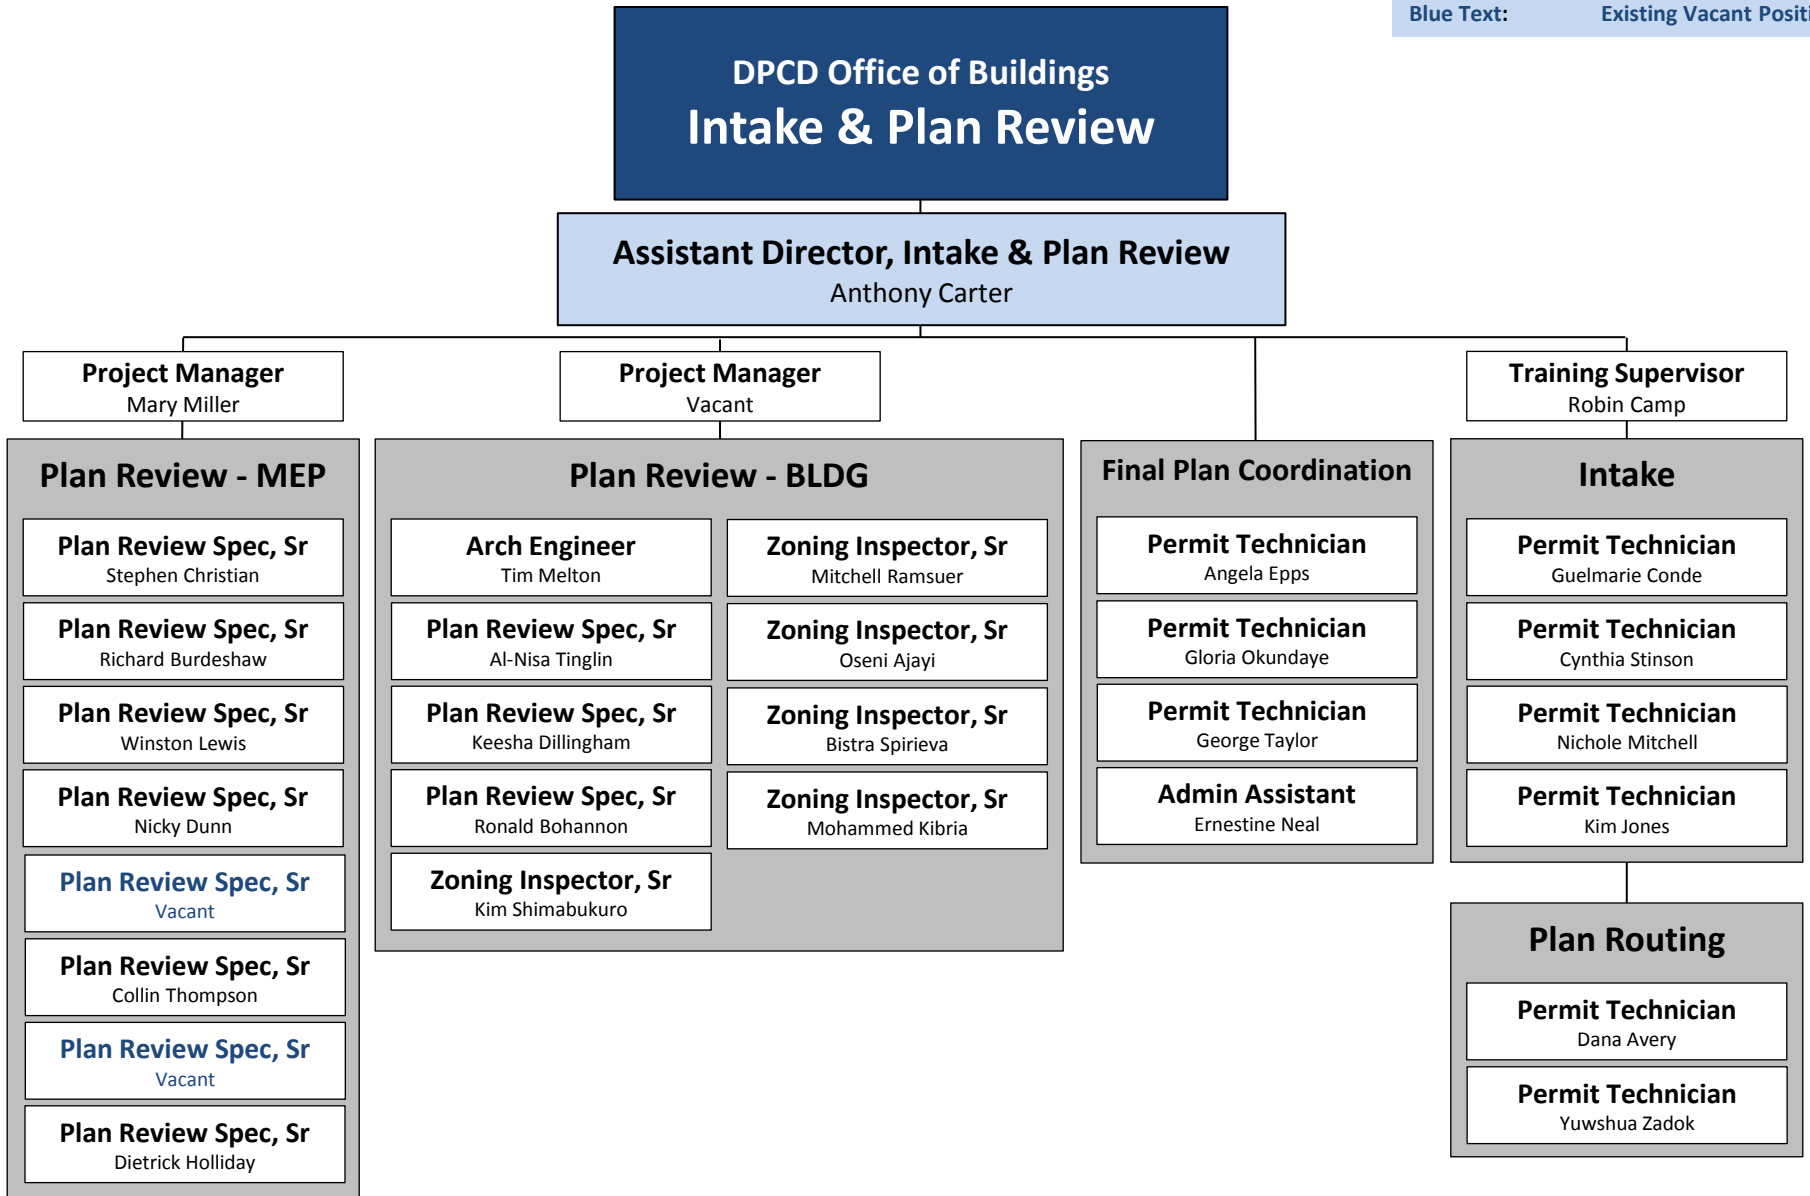 Blue Text: Existing Vacant Positi
DPCD Office of Buildings
Intake & Plan Review
Assistant Director, Intake & Plan Review
Anthony Carter
Project Manager
Mary Miller
Project Manager
Vacant
Training Supervisor
Robin Camp
Plan Review - MEP
Plan Review Spec, Sr
Stephen Christian
Plan Review Spec, Sr
Richard Burdeshaw
Plan Review Spec, Sr
Winston Lewis
Plan Review Spec, Sr
Nicky Dunn
Plan Review Spec, Sr
Vacant
Plan Review Spec, Sr
Collin Thompson
Plan Review Spec, Sr
Vacant
Plan Review Spec, Sr
Dietrick Holliday
Plan Review - BLDG
Arch Engineer
Tim Melton
Plan Review Spec, Sr
Al-Nisa Tinglin
Plan Review Spec, Sr
Keesha Dillingham
Plan Review Spec, Sr
Ronald Bohannon
Zoning Inspector, Sr
Kim Shimabukuro
Zoning Inspector, Sr
Mitchell Ramsuer
Zoning Inspector, Sr
Oseni Ajayi
Zoning Inspector, Sr
Bistra Spirieva
Zoning Inspector, Sr
Mohammed Kibria
Final Plan Coordination
Permit Technician
Angela Epps
Permit Technician
Gloria Okundaye
Permit Technician
George Taylor
Admin Assistant
Ernestine Neal
Intake
Permit Technician
Guelmarie Conde
Permit Technician
Cynthia Stinson
Permit Technician
Nichole Mitchell
Permit Technician
Kim Jones
Plan Routing
Permit Technician
Dana Avery
Permit Technician
Yuwshua Zadok